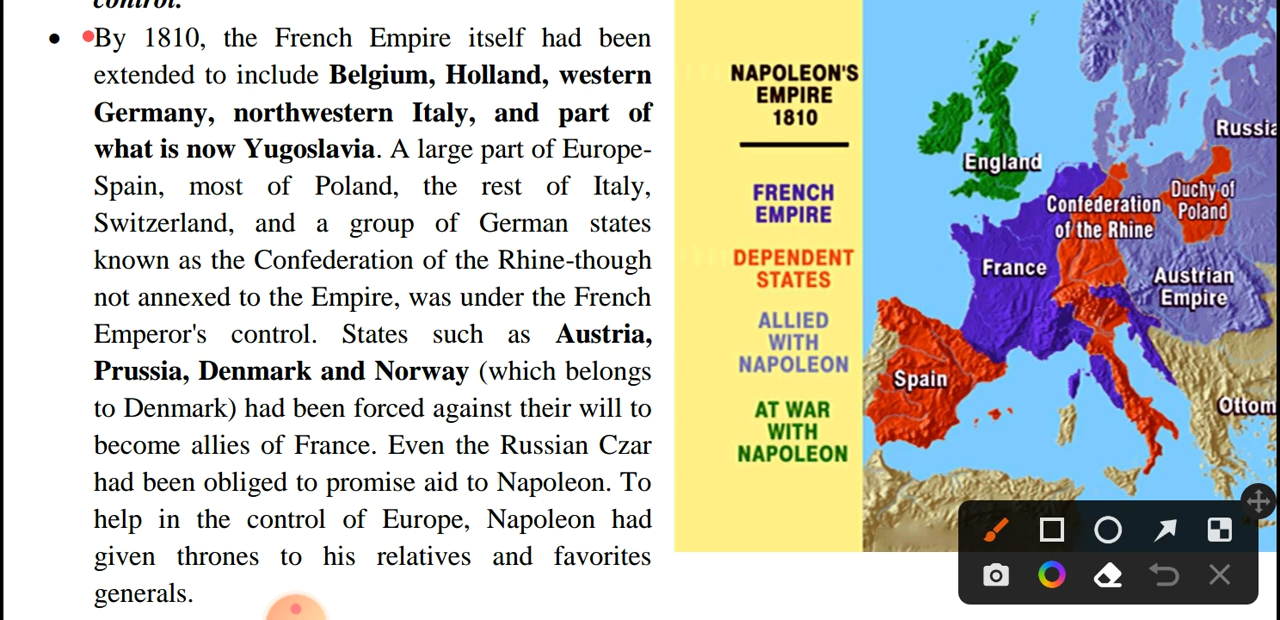 control.
• By 1810, the French Empire itself had been
extended to include Belgium, Holland, western
Germany, northwestern Italy, and part of
what is now Yugoslavia. A large part of Europe-
Spain, most of Poland, the rest of Italy,
Switzerland, and a group of German states
known as the Confederation of the Rhine-though
not annexed to the Empire, was under the French
Emperor's control. States such as Austria,
Prussia, Denmark and Norway (which belongs
to Denmark) had been forced against their will to
become allies of France. Even the Russian Czar
had been obliged to promise aid to Napoleon. To
help in the control of Europe, Napoleon had
given thrones to his relatives and favorites
generals.
NAPOLEON'S
EMPIRE
1810
FRENCH
EMPIRE
DEPENDENT
STATES
ALLIED
WITH
NAPOLEON
AT WAR
WITH
NAPOLEON
Russia
England
Duchy of
Poland
Confederation
of the Rhine
France
Austrian
Empire
Spain
Ottom